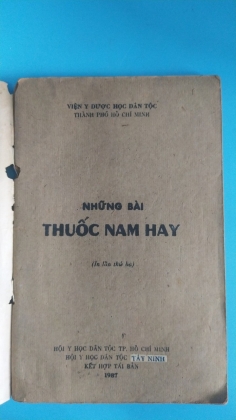 VIỆN Y DƯỢC HỌC DÂN TỘC
THÀNH PHỐ HỒ CHÍ MINH
NHỮNG BÀI
THUỐC NAM HAY
(In lần thứ ba)
HỘI Y HỌC DÂN TỘC TP. HỒ CHÍ MINH
HỘI Y HỌC DÂN TỘC TÂY NINH
KẾT HỢP TÁI BẢN
1987